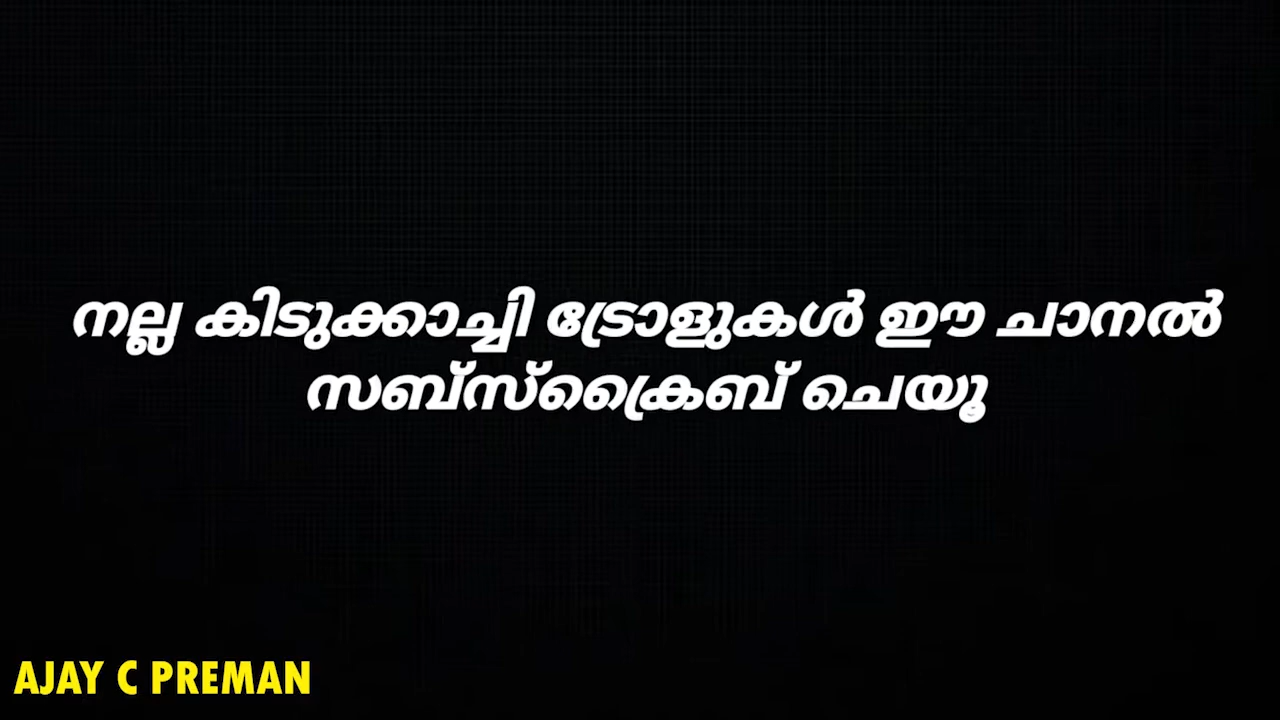 നല്ല കിടുക്കാച്ചി ട്രോളുകൾ ഈ ചാനൽ
സബ്സ്ക്രൈബ് ചെയൂ
AJAY C PREMAN